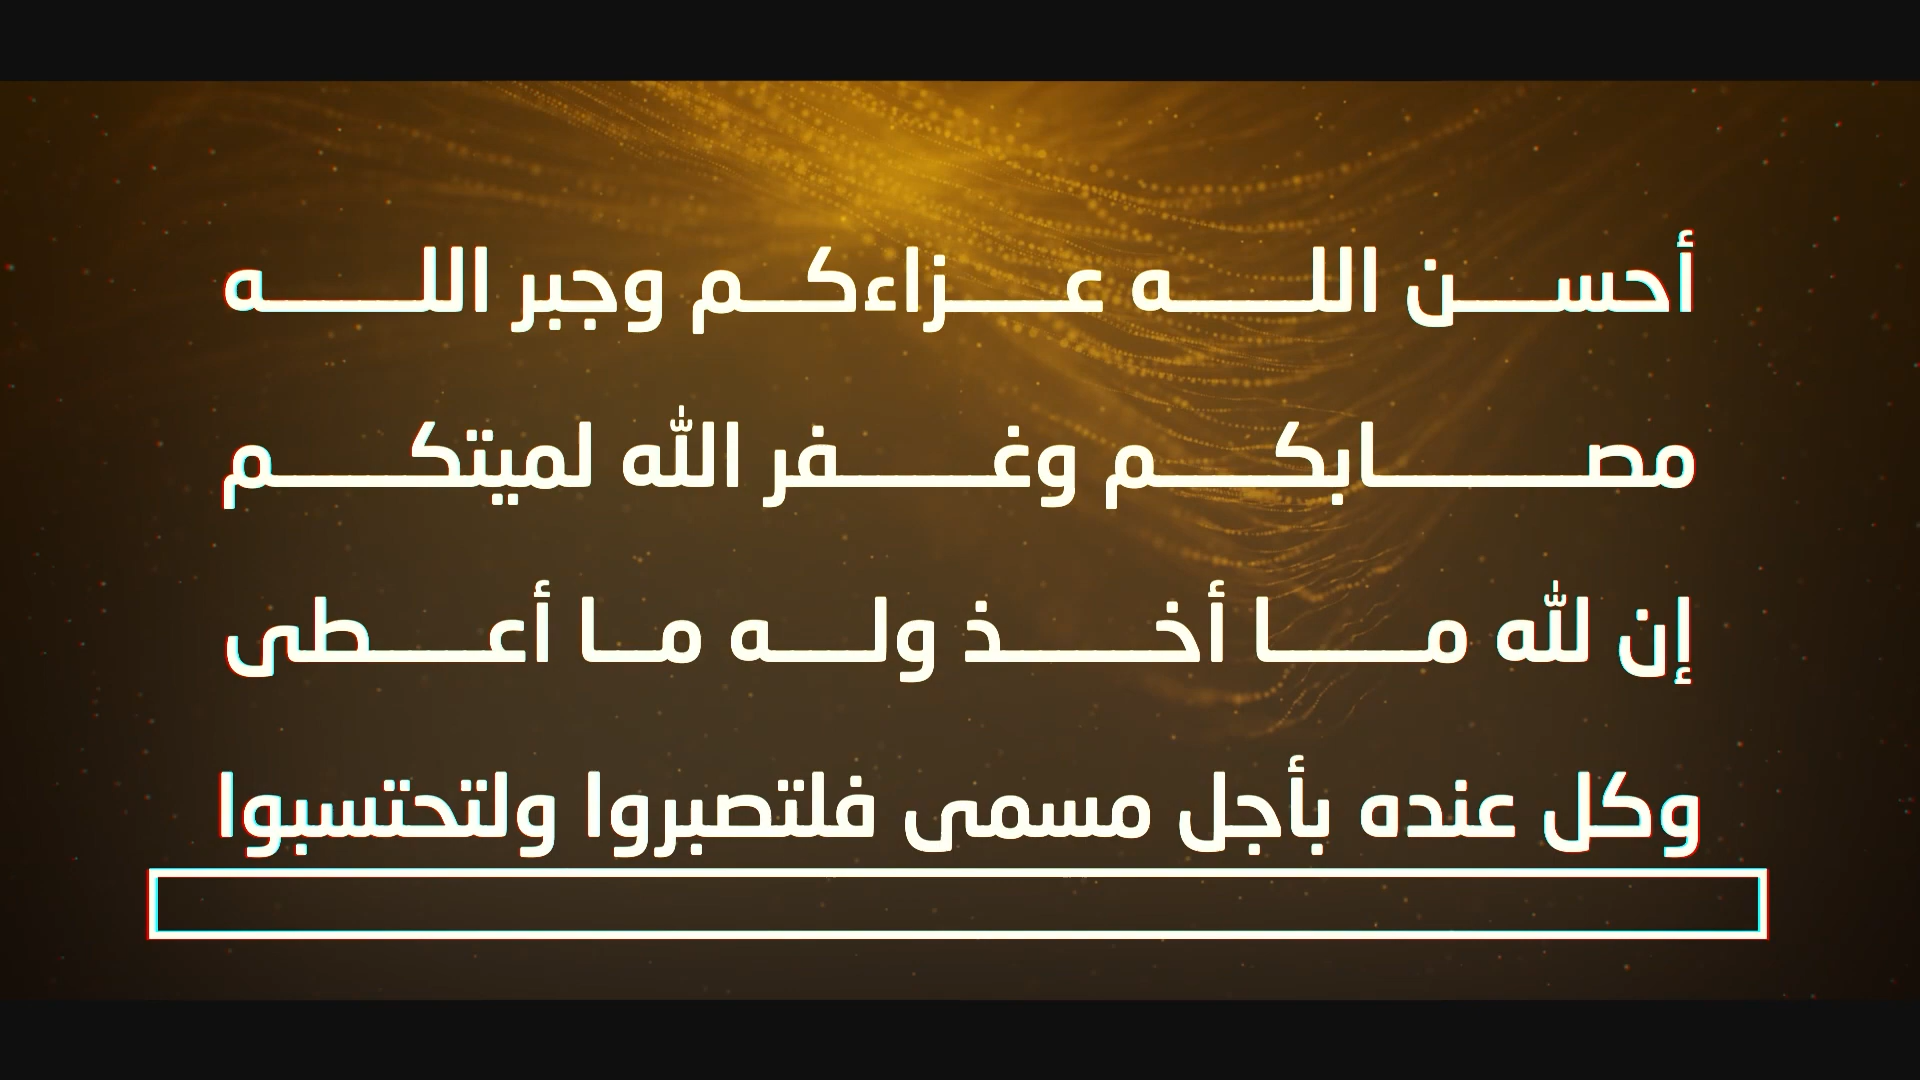 أحسن الله عزاءكم وجبر الله
مصابكم وغفر الله لميتكم
إن لله ما أخذ وله ما أعطى
وكل عنده بأجل مسمى فلتصبروا ولتحتسبوا